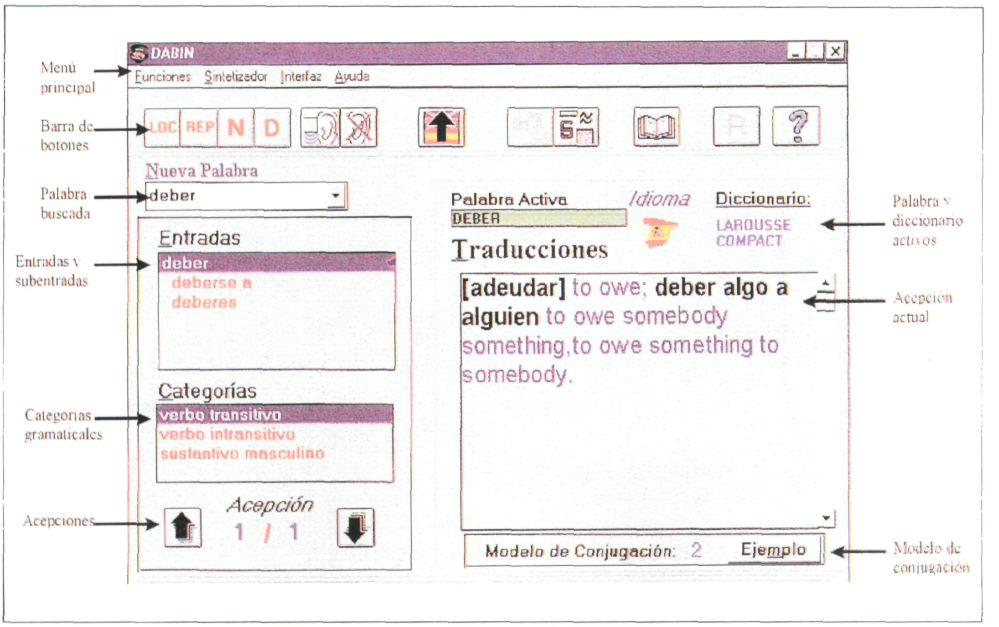 DABIN
Menú
principal
Funciones Sintetizador Interfaz Ayuda
Barra de
botones
LOC REP N D
R ?
Nueva Palabra
Palabra
buscada
deber
Palabra Activa
DEBER
Idioma
Diccionario:
LAROUSSE
COMPACT
Palabra y
diccionario
activos
Entradas y
subentradas
Entradas
deber
deberse a
deberes
Traducciones
[adeudar] to owe; deber algo a
alguien to owe somebody
something,to owe something to
somebody.
Acepción
actual
Categorías
gramaticales
Categorías
verbo transitivo
verbo intransitivo
sustantivo masculino
Acepciones
Acepción
1 / 1
Modelo de Conjugación: 2 Ejemplo
Modelo de
conjugación